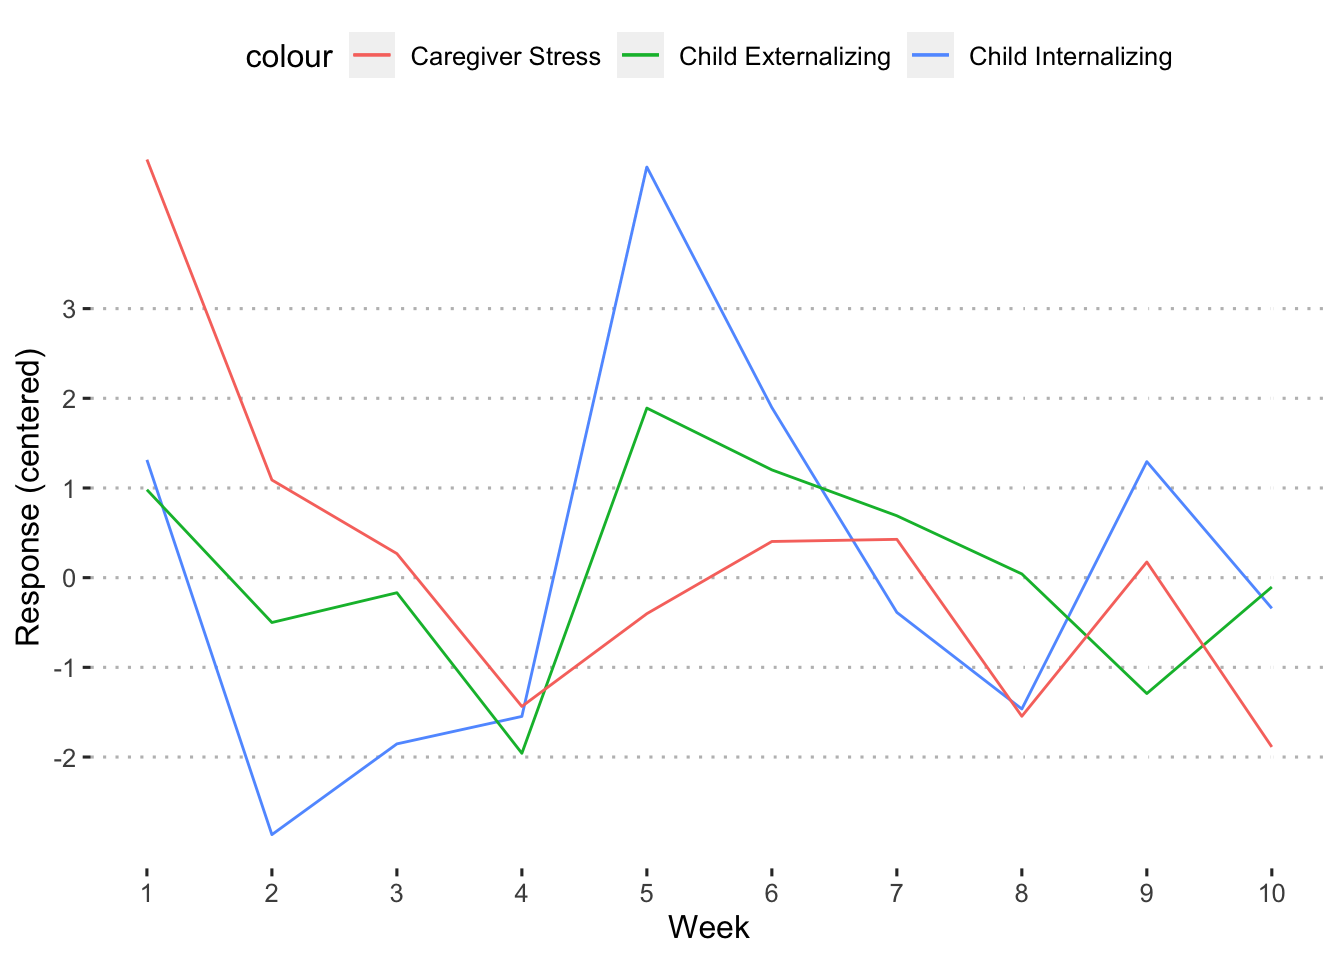 colour Caregiver Stress Child Externalizing Child Internalizing
Response (centered)
3
2
1
0
-1
-2
1 2 3 4 5 6 7 8 9 10
Week